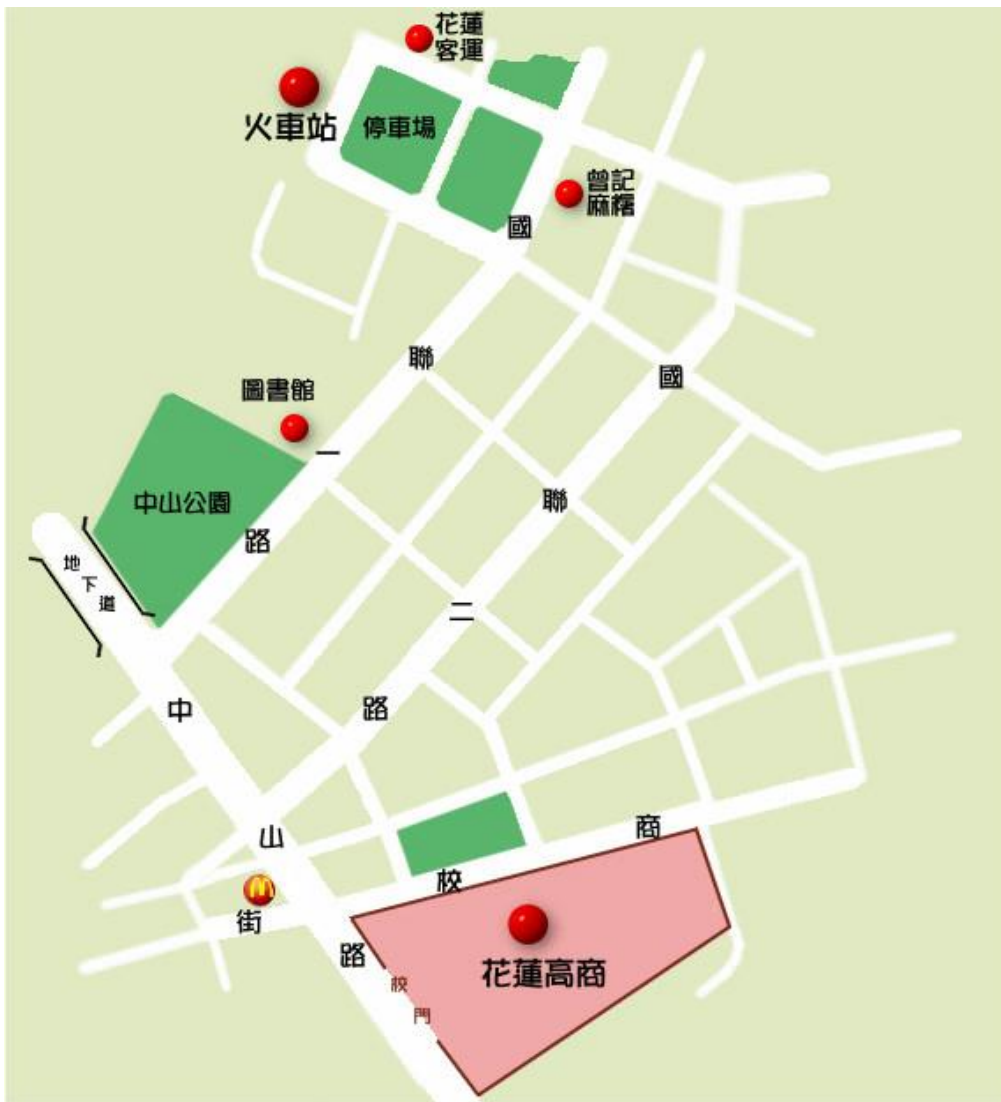 花蓮
客運
火車站
停車場
曾記
麻糬
國聯一路
圖書館
中山公園
國聯二路
地下道
中山路
商校街
花蓮高商
校門